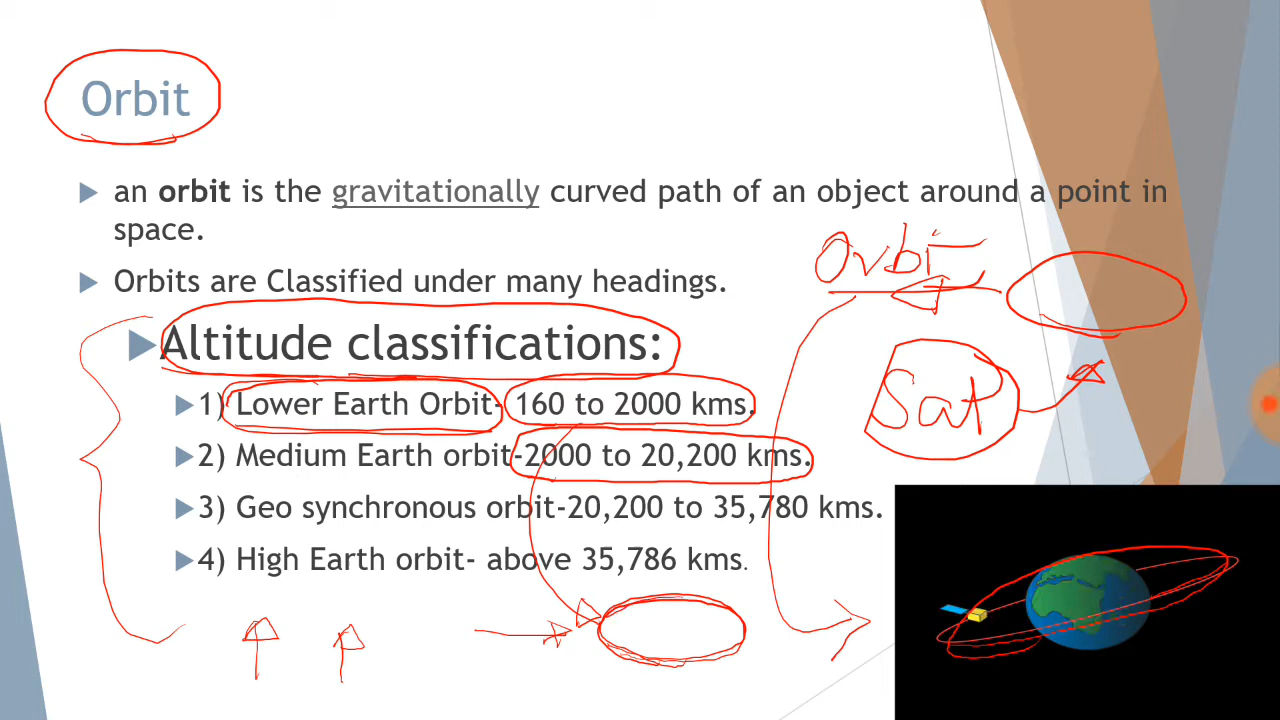 Orbit
an orbit is the gravitationally curved path of an object around a point in
space.
Orbits are Classified under many headings.
Altitude classifications:
1) Lower Earth Orbit- 160 to 2000 kms.
2) Medium Earth orbit-2000 to 20,200 kms.
3) Geo synchronous orbit-20,200 to 35,780 kms.
4) High Earth orbit- above 35,786 kms.
Sat